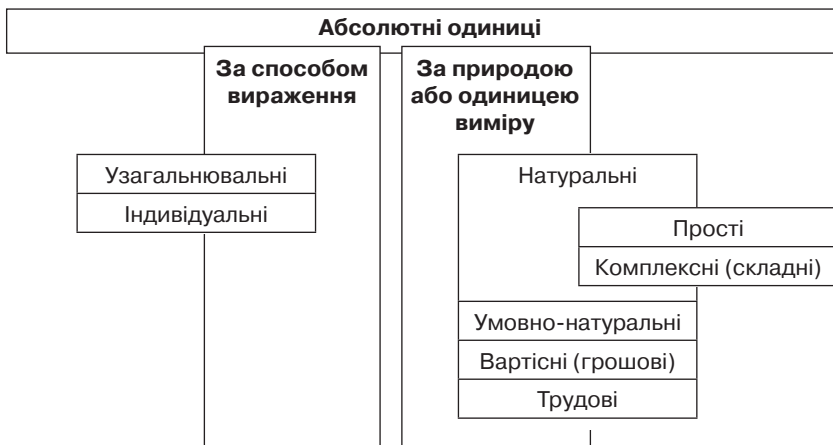 Абсолютні одиниці
За способом
вираження
За природою
або одиницею
виміру
Узагальнювальні
Індивідуальні
Натуральні
Прості
Комплексні (складні)
Умовно-натуральні
Вартісні (грошові)
Трудові